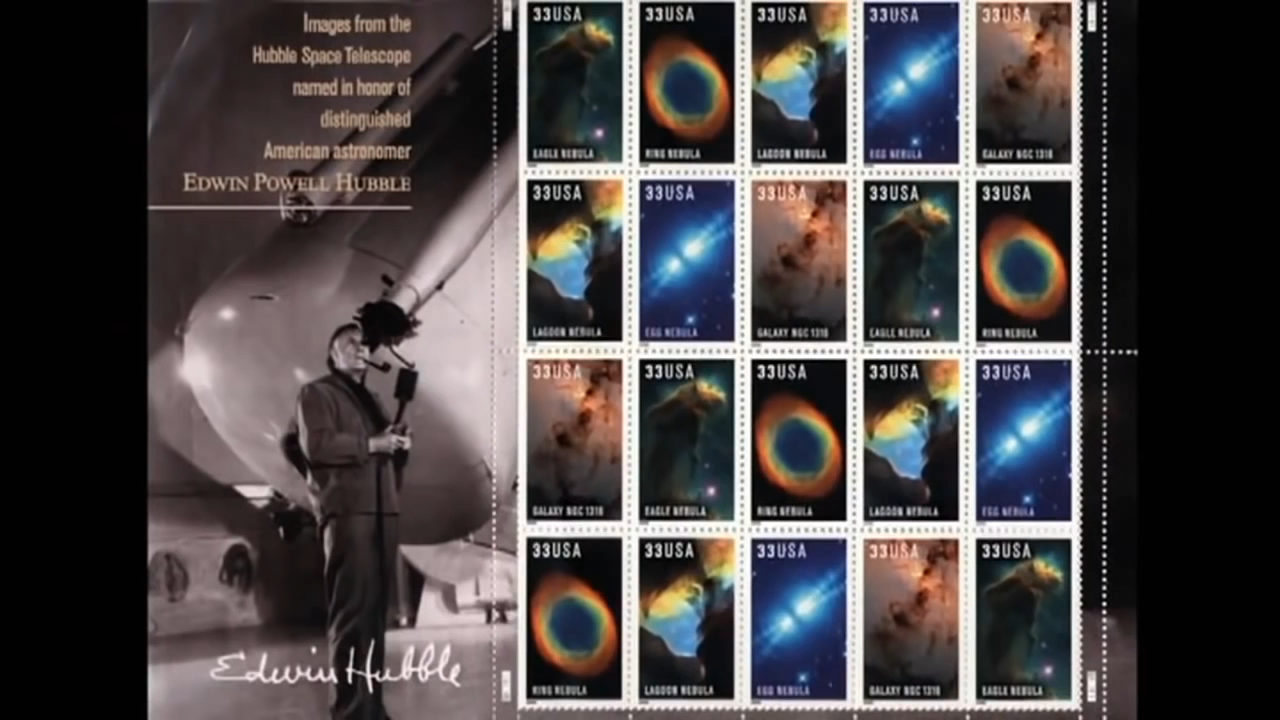 Images from the
Hubble Space Telescope
named in honor of
distinguished
American astronomer
EDWIN POWELL HUBBLE
Edwin Hubble
33USA 33USA 33USA 33USA 33USA
EAGLE NEBULA RING NEBULA LAGOON NEBULA EGG NEBULA GALAXY NGC 1316
33USA 33USA 33USA 33USA 33USA
LAGOON NEBULA EGG NEBULA GALAXY NGC 1316 EAGLE NEBULA RING NEBULA
33USA 33USA 33USA 33USA 33USA
GALAXY NGC 1316 EAGLE NEBULA RING NEBULA LAGOON NEBULA EGG NEBULA
33USA 33USA 33USA 33USA 33USA
RING NEBULA LAGOON NEBULA EGG NEBULA GALAXY NGC 1316 EAGLE NEBULA